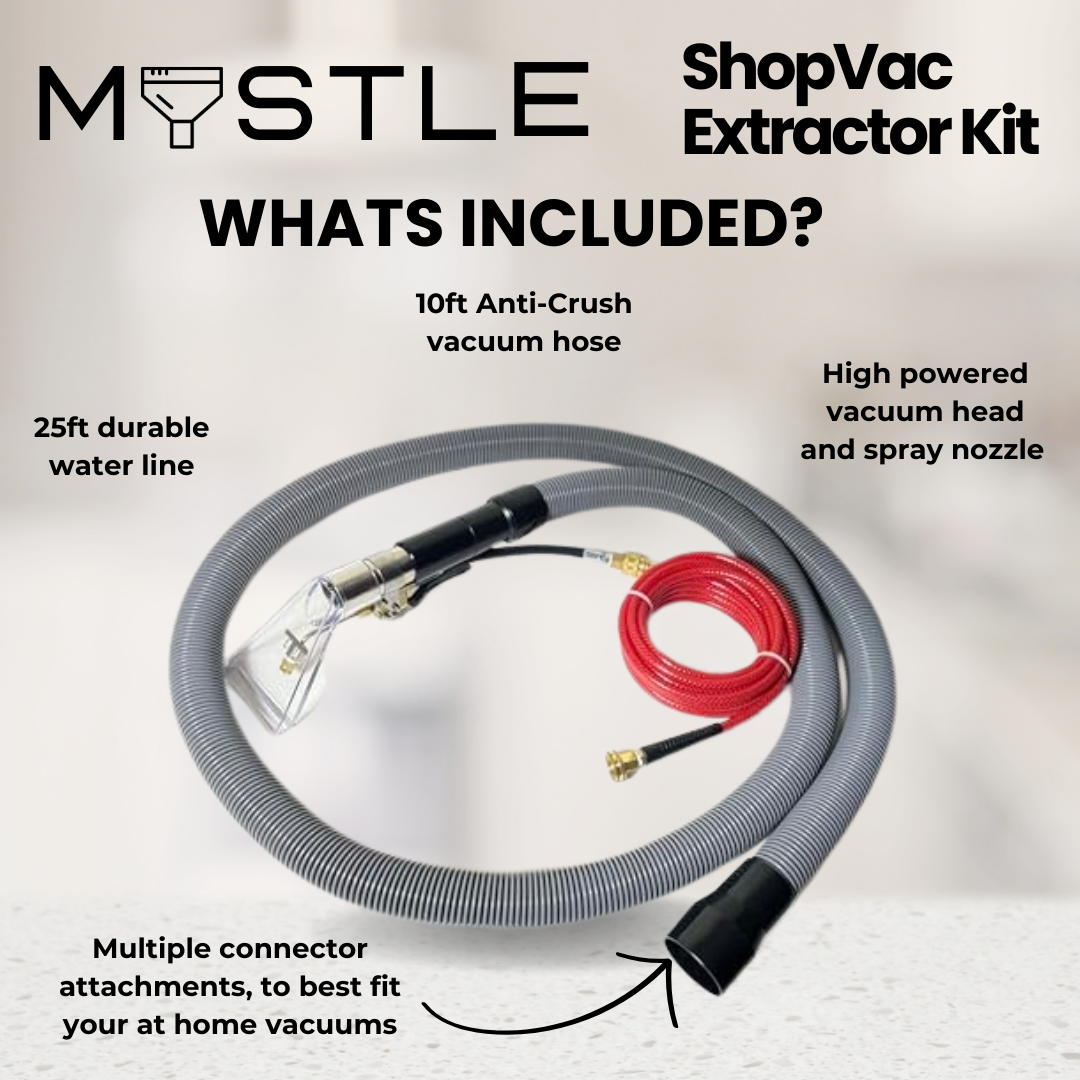 MYSTLE
ShopVac
Extractor Kit
WHATS INCLUDED?
10ft Anti-Crush
vacuum hose
High powered
vacuum head
and spray nozzle
25ft durable
water line
Multiple connector
attachments, to best fit
your at home vacuums